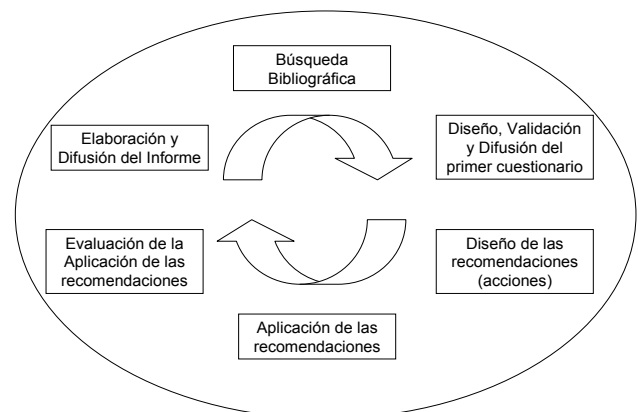 Búsqueda
Bibliográfica
Diseño, Validación
y Difusión del
primer cuestionario
Diseño de las
recomendaciones
(acciones)
Aplicación de las
recomendaciones
Evaluación de la
Aplicación de las
recomendaciones
Elaboración y
Difusión del Informe